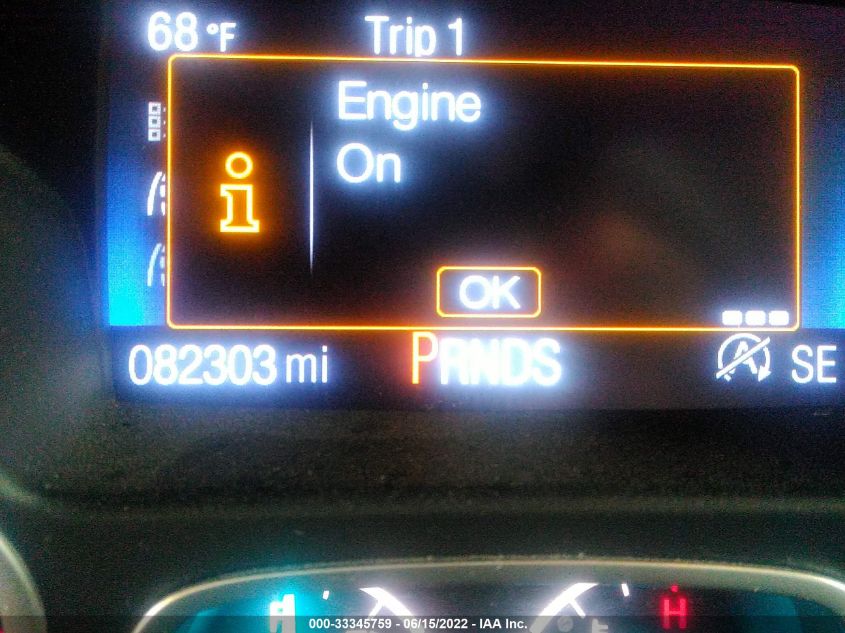 68 °F Trip 1
Engine
On
OK
082303 mi PRNDS SE
H
000-33345759 - 06/15/2022 - IAA Inc.